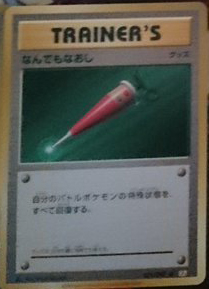 TRAINER'S
なんでもなおし
グッズ
自分のバトルポケモンの特殊状態を、
すべて回復する。